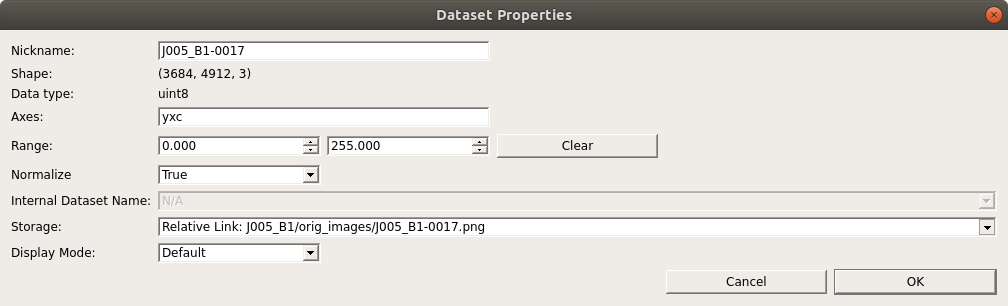 Dataset Properties
Nickname: J005_B1-0017
Shape: (3684, 4912, 3)
Data type: uint8
Axes: yxc
Range: 0.000 255.000 Clear
Normalize True
Internal Dataset Name: N/A
Storage: Relative Link: J005_B1/orig_images/J005_B1-0017.png
Display Mode: Default
Cancel OK